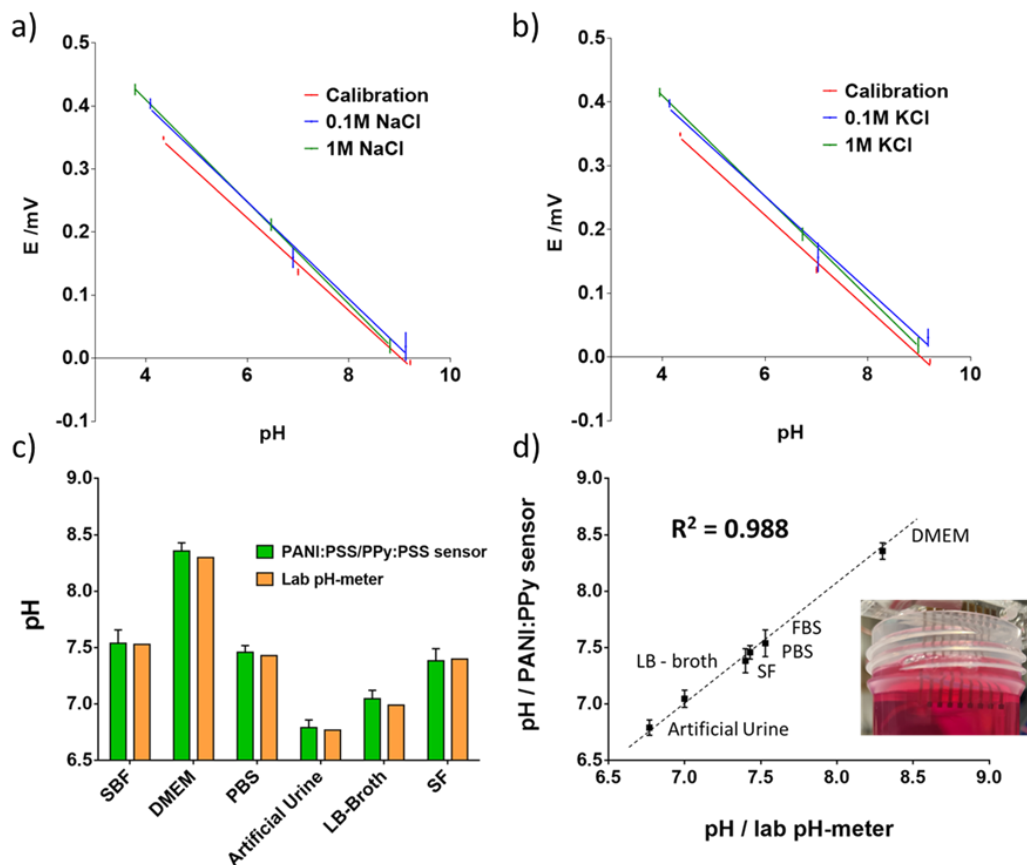 a)
0.5
0.4
0.3
0.2
0.1
0.0
-0.1
E /mV
4
6
8
10
pH
Calibration
0.1M NaCl
1M NaCl
b)
0.5
0.4
0.3
0.2
0.1
0.0
-0.1
E /mV
4
6
8
10
pH
Calibration
0.1M KCl
1M KCl
c)
9.0
8.5
8.0
7.5
7.0
6.5
pH
PANI:PSS/PPy:PSS sensor
Lab pH-meter
SBF
DMEM
PBS
Artificial Urine
LB-Broth
SF
d)
9.0
8.5
8.0
7.5
7.0
6.5
pH / PANI:PPy sensor
R² = 0.988
DMEM
FBS
PBS
LB - broth
SF
Artificial Urine
6.5
7.0
7.5
8.0
8.5
9.0
pH / lab pH-meter